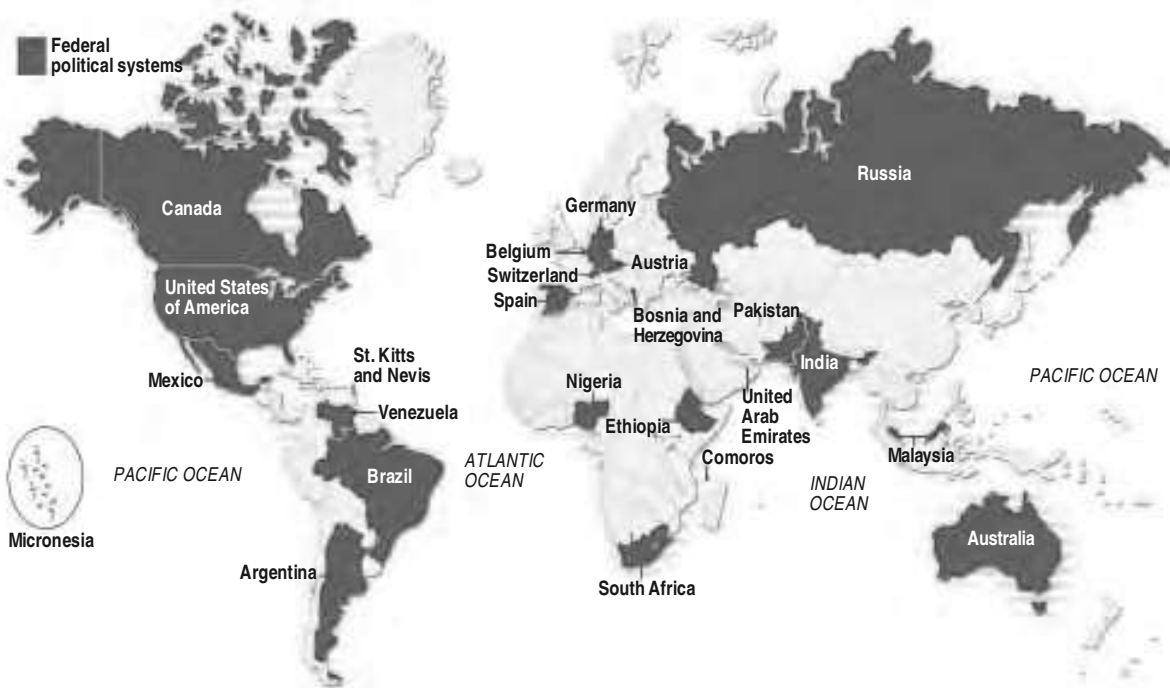 Federal
political systems
Russia
Canada
Germany
Belgium
Switzerland
Austria
United States
of America
Spain
Bosnia and
Herzegovina
Pakistan
St. Kitts
and Nevis
India
Mexico
Nigeria
PACIFIC OCEAN
Venezuela
Ethiopia
United
Arab
Emirates
Malaysia
Comoros
ATLANTIC
OCEAN
PACIFIC OCEAN
Brazil
INDIAN
OCEAN
Micronesia
Australia
Argentina
South Africa